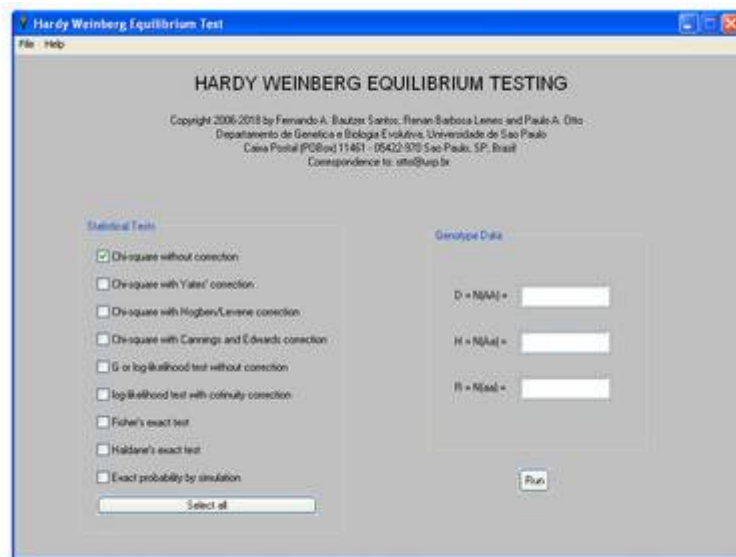 Hardy Weinberg Equilibrium Test
File Help
HARDY WEINBERG EQUILIBRIUM TESTING
Copyright 2006-2018 by Fernando A. Bautzer Santos, Renan Barbosa Lemes and Paulo A. Otto
Departamento de Genetica e Biologia Evolutiva, Universidade de Sao Paulo
Caixa Postal (POBox) 11461 - 05422-970 Sao Paulo, SP, Brasil
Correspondence to: otto@usp.br
Statistical Tests
Chi-square without correction
Chi-square with Yates' correction
Chi-square with Hogben/Levene correction
Chi-square with Cannings and Edwards correction
G or log-likelihood test without correction
log-likelihood test with cotinuity correction
Fisher's exact test
Haldane's exact test
Exact probability by simulation
Select all
Genotype Data
D = N(AA) =
H = N(Aa) =
R = N(aa) =
Run